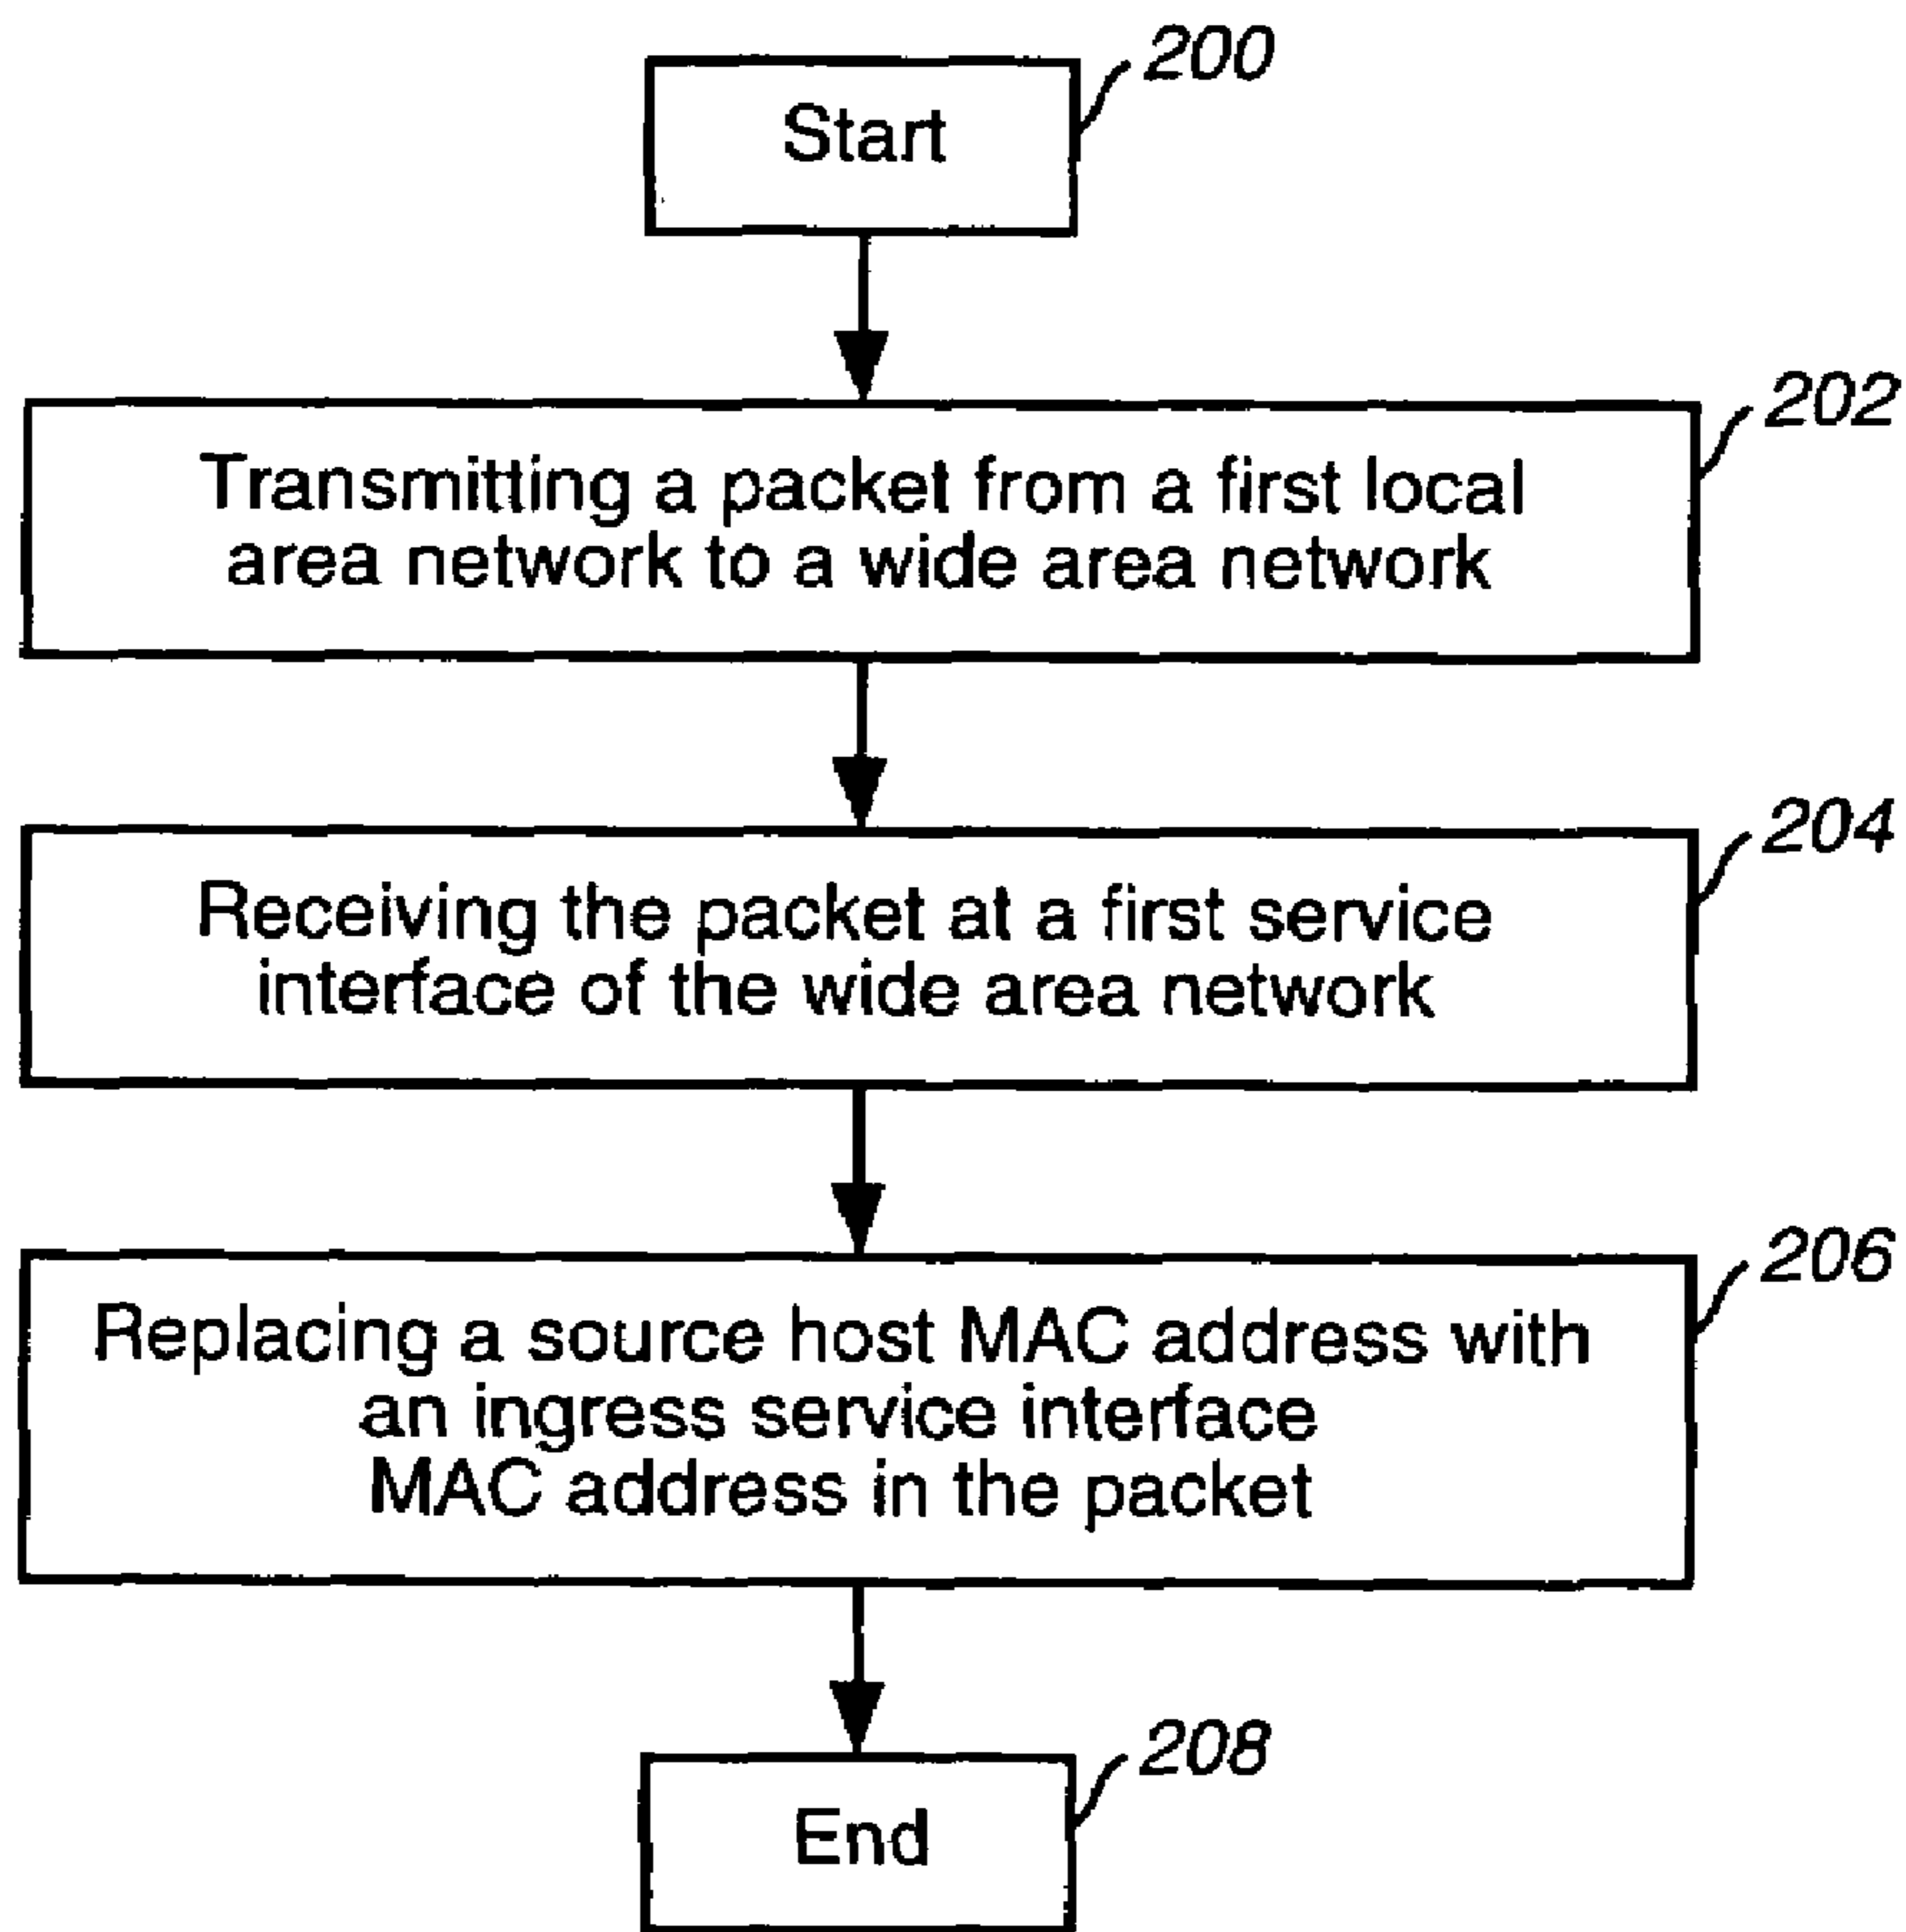 200
Start
202
Transmitting a packet from a first local
area network to a wide area network
204
Receiving the packet at a first service
interface of the wide area network
206
Replacing a source host MAC address with
an ingress service interface
MAC address in the packet
208
End